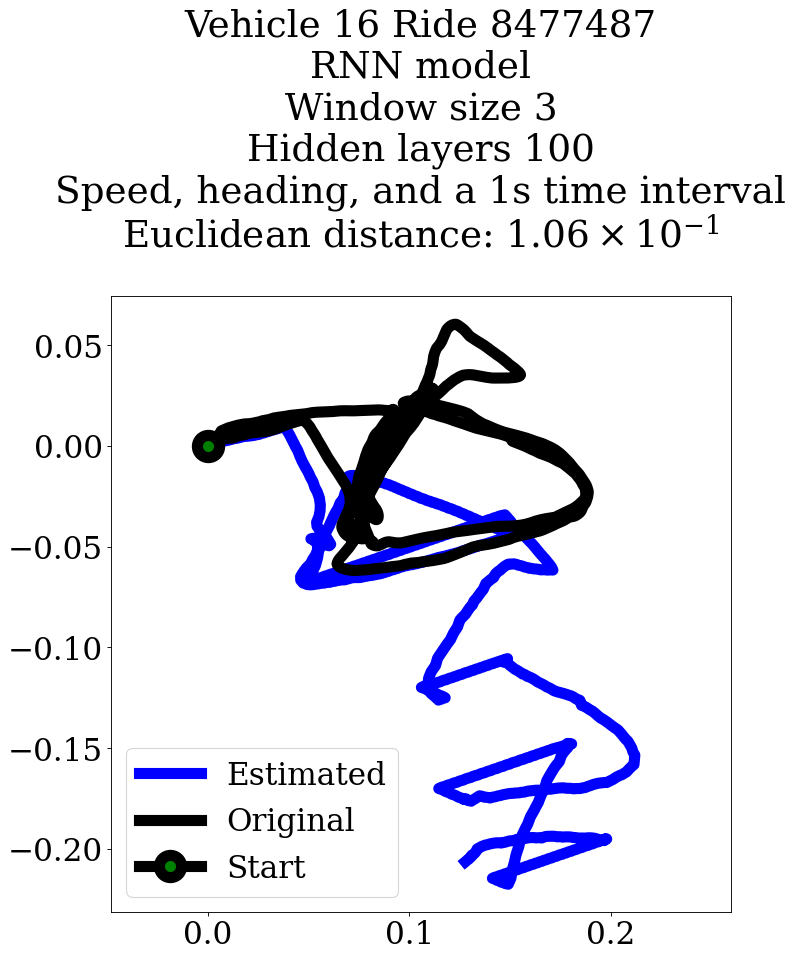 Vehicle 16 Ride 8477487
RNN model
Window size 3
Hidden layers 100
Speed, heading, and a 1s time interval
Euclidean distance: 1.06 × 10⁻¹
0.05
0.00
−0.05
−0.10
−0.15
−0.20
Estimated
Original
Start
0.0 0.1 0.2